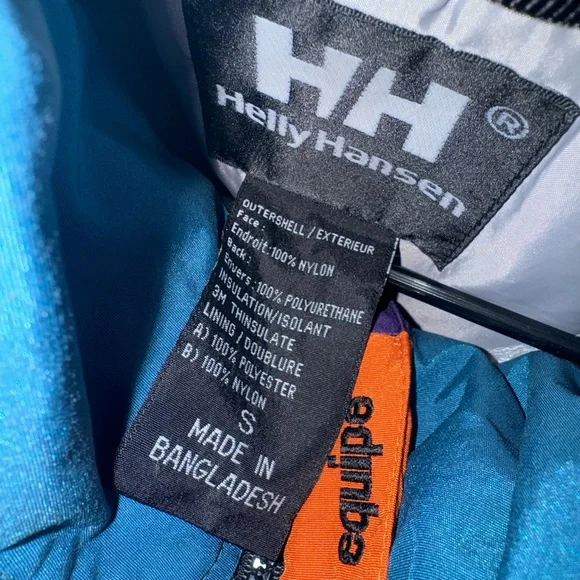 HH®
Helly Hansen
OUTERSHELL / EXTERIEUR
Face:
Endroit: 100% NYLON
Back:
Envers: 100% POLYURETHANE
INSULATION/ISOLANT
3M THINSULATE
LINING / DOUBLURE
A) 100% POLYESTER
B) 100% NYLON
S
MADE IN
BANGLADESH
equipe